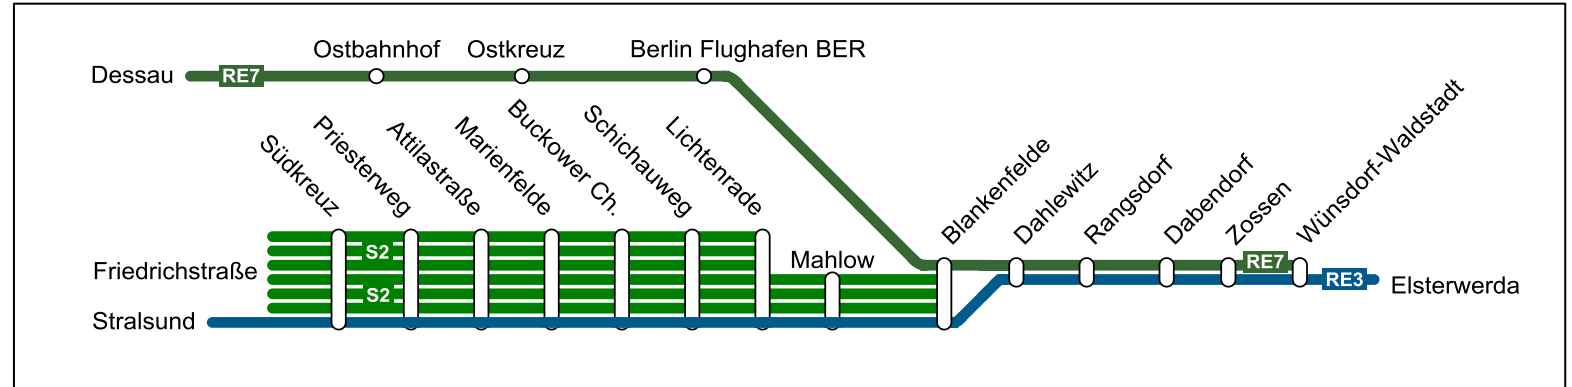 Ostbahnhof
Ostkreuz
Berlin Flughafen BER
Dessau
RE7
Südkreuz
Priesterweg
Attilastraße
Marienfelde
Buckower Ch.
Schichauweg
Lichtenrade
Mahlow
Blankenfelde
Dahlewitz
Rangsdorf
Dabendorf
Zossen
Wünsdorf-Waldstadt
S2
Friedrichstraße
S2
Stralsund
RE7
RE3
Elsterwerda